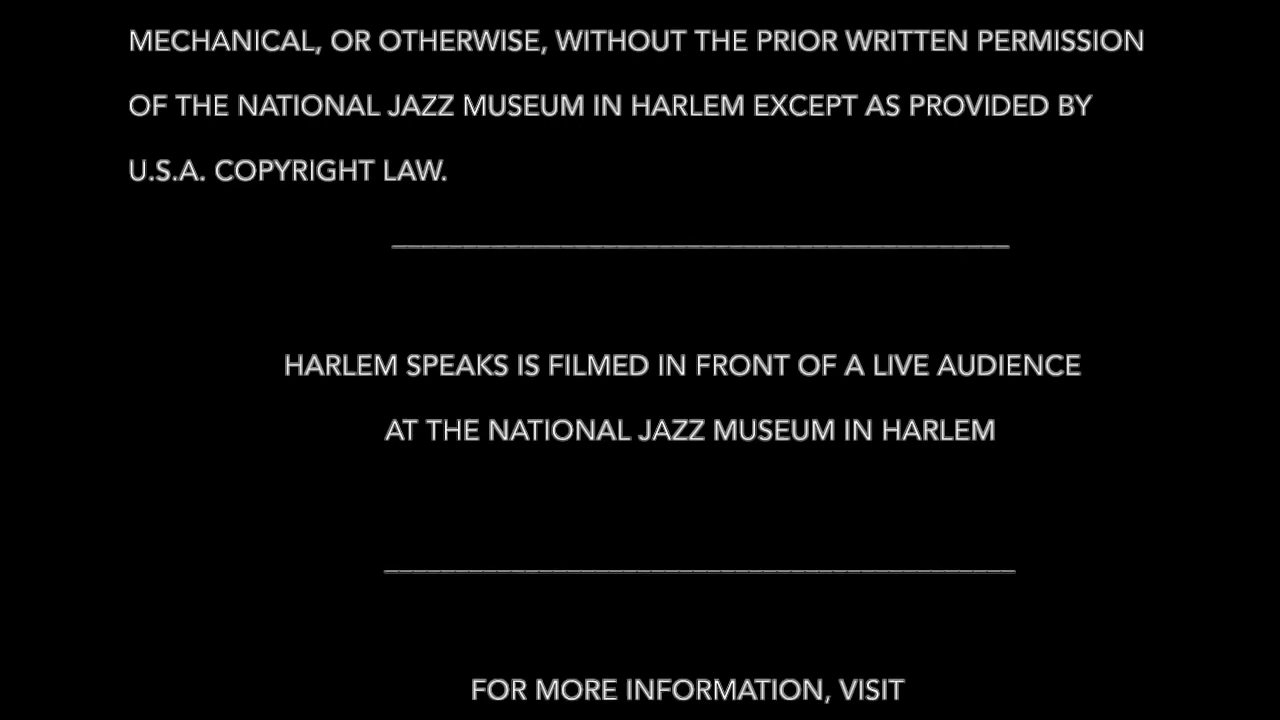 MECHANICAL, OR OTHERWISE, WITHOUT THE PRIOR WRITTEN PERMISSION
OF THE NATIONAL JAZZ MUSEUM IN HARLEM EXCEPT AS PROVIDED BY
U.S.A. COPYRIGHT LAW.
HARLEM SPEAKS IS FILMED IN FRONT OF A LIVE AUDIENCE
AT THE NATIONAL JAZZ MUSEUM IN HARLEM
FOR MORE INFORMATION, VISIT